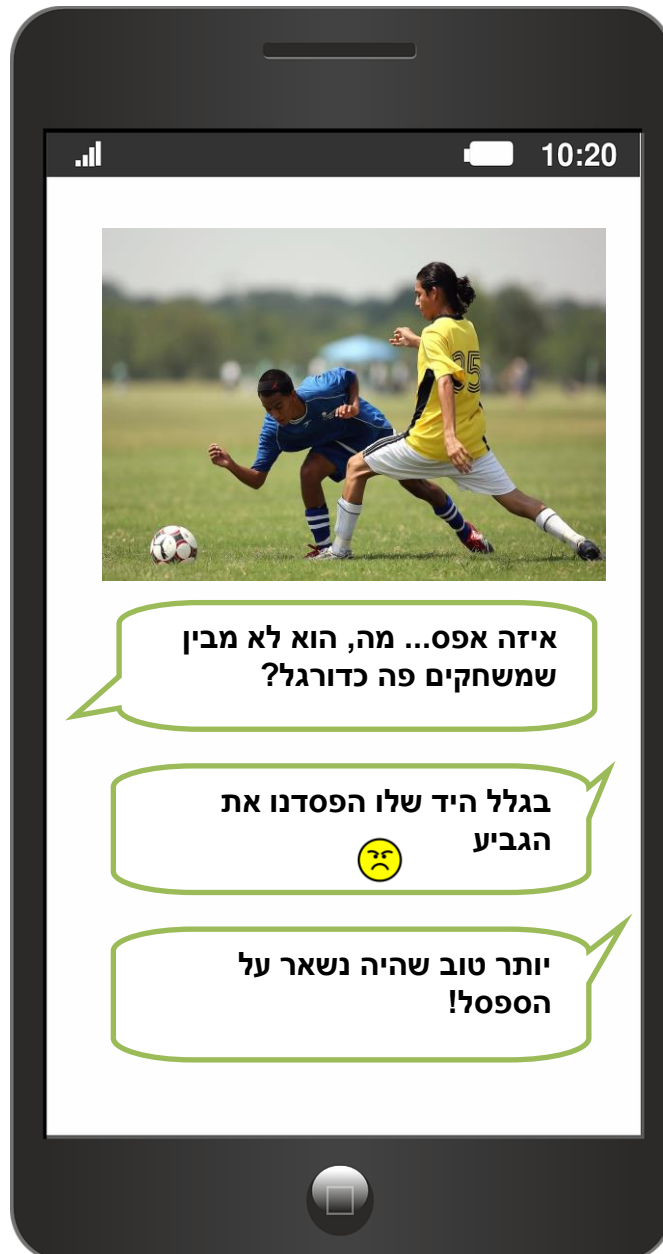 10:20
35
איזה אפס... מה, הוא לא מבין
שמשחקים פה כדורגל?
בגלל היד שלו הפסדנו את
הגביע
יותר טוב שהיה נשאר על
הספסל!